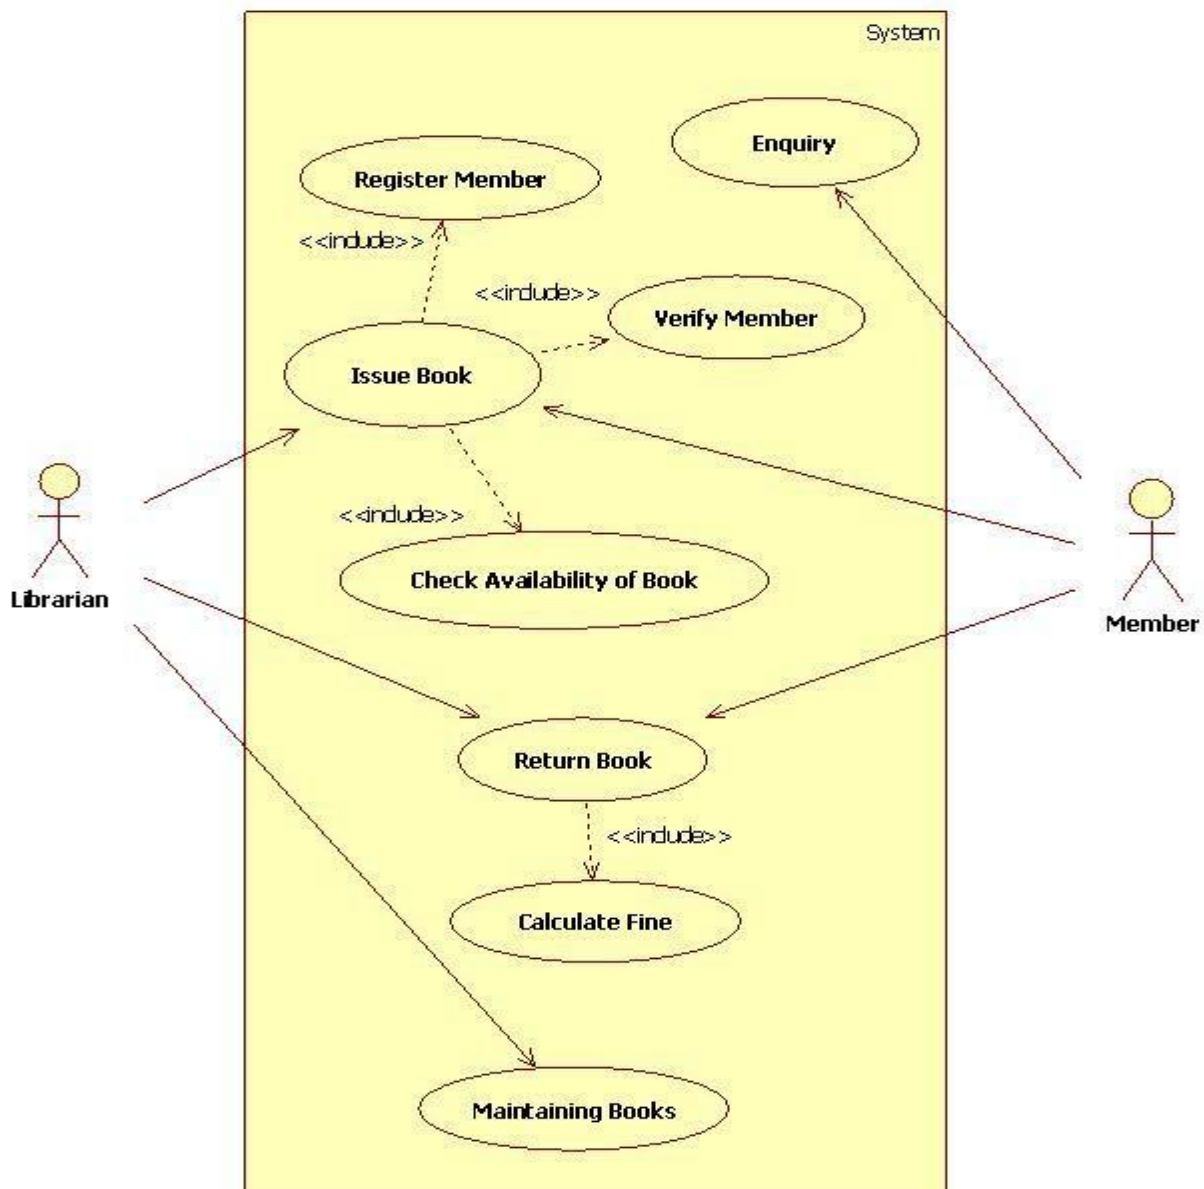 System
Enquiry
Register Member
<<include>>
<<include>>
Verify Member
Issue Book
<<include>>
Check Availability of Book
Librarian
Member
Return Book
<<include>>
Calculate Fine
Maintaining Books